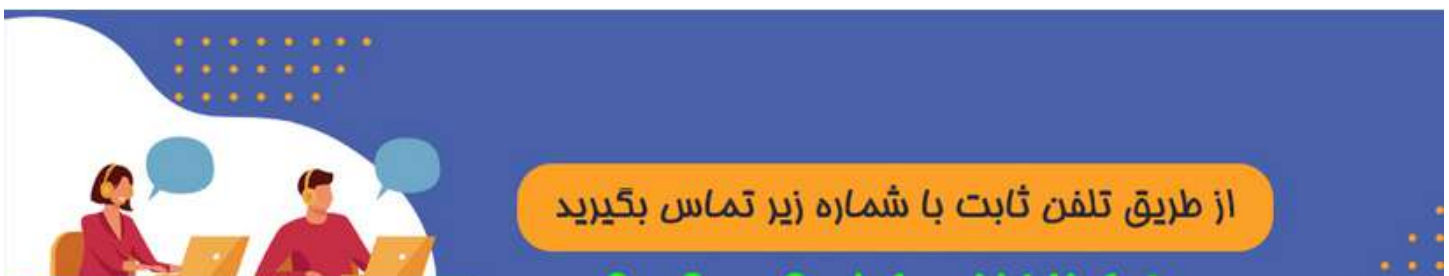 از طریق تلفن ثابت با شماره زیر تماس بگیرید